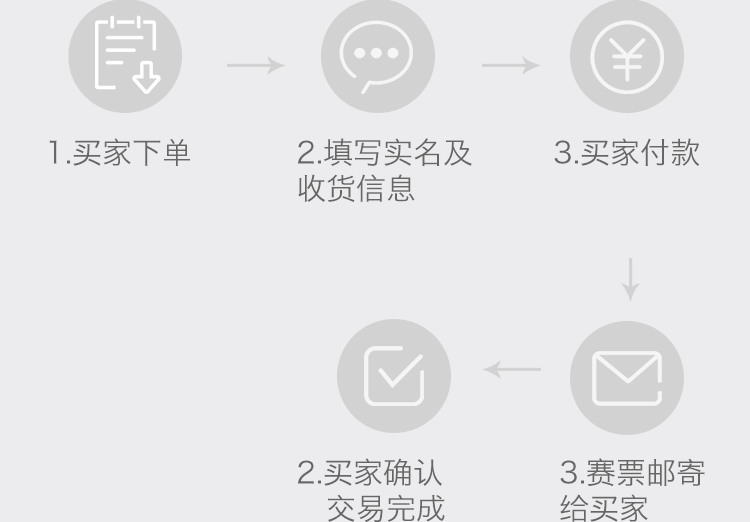 1.买家下单
2.填写实名及
收货信息
3.买家付款
2.买家确认
交易完成
3.赛票邮寄
给买家